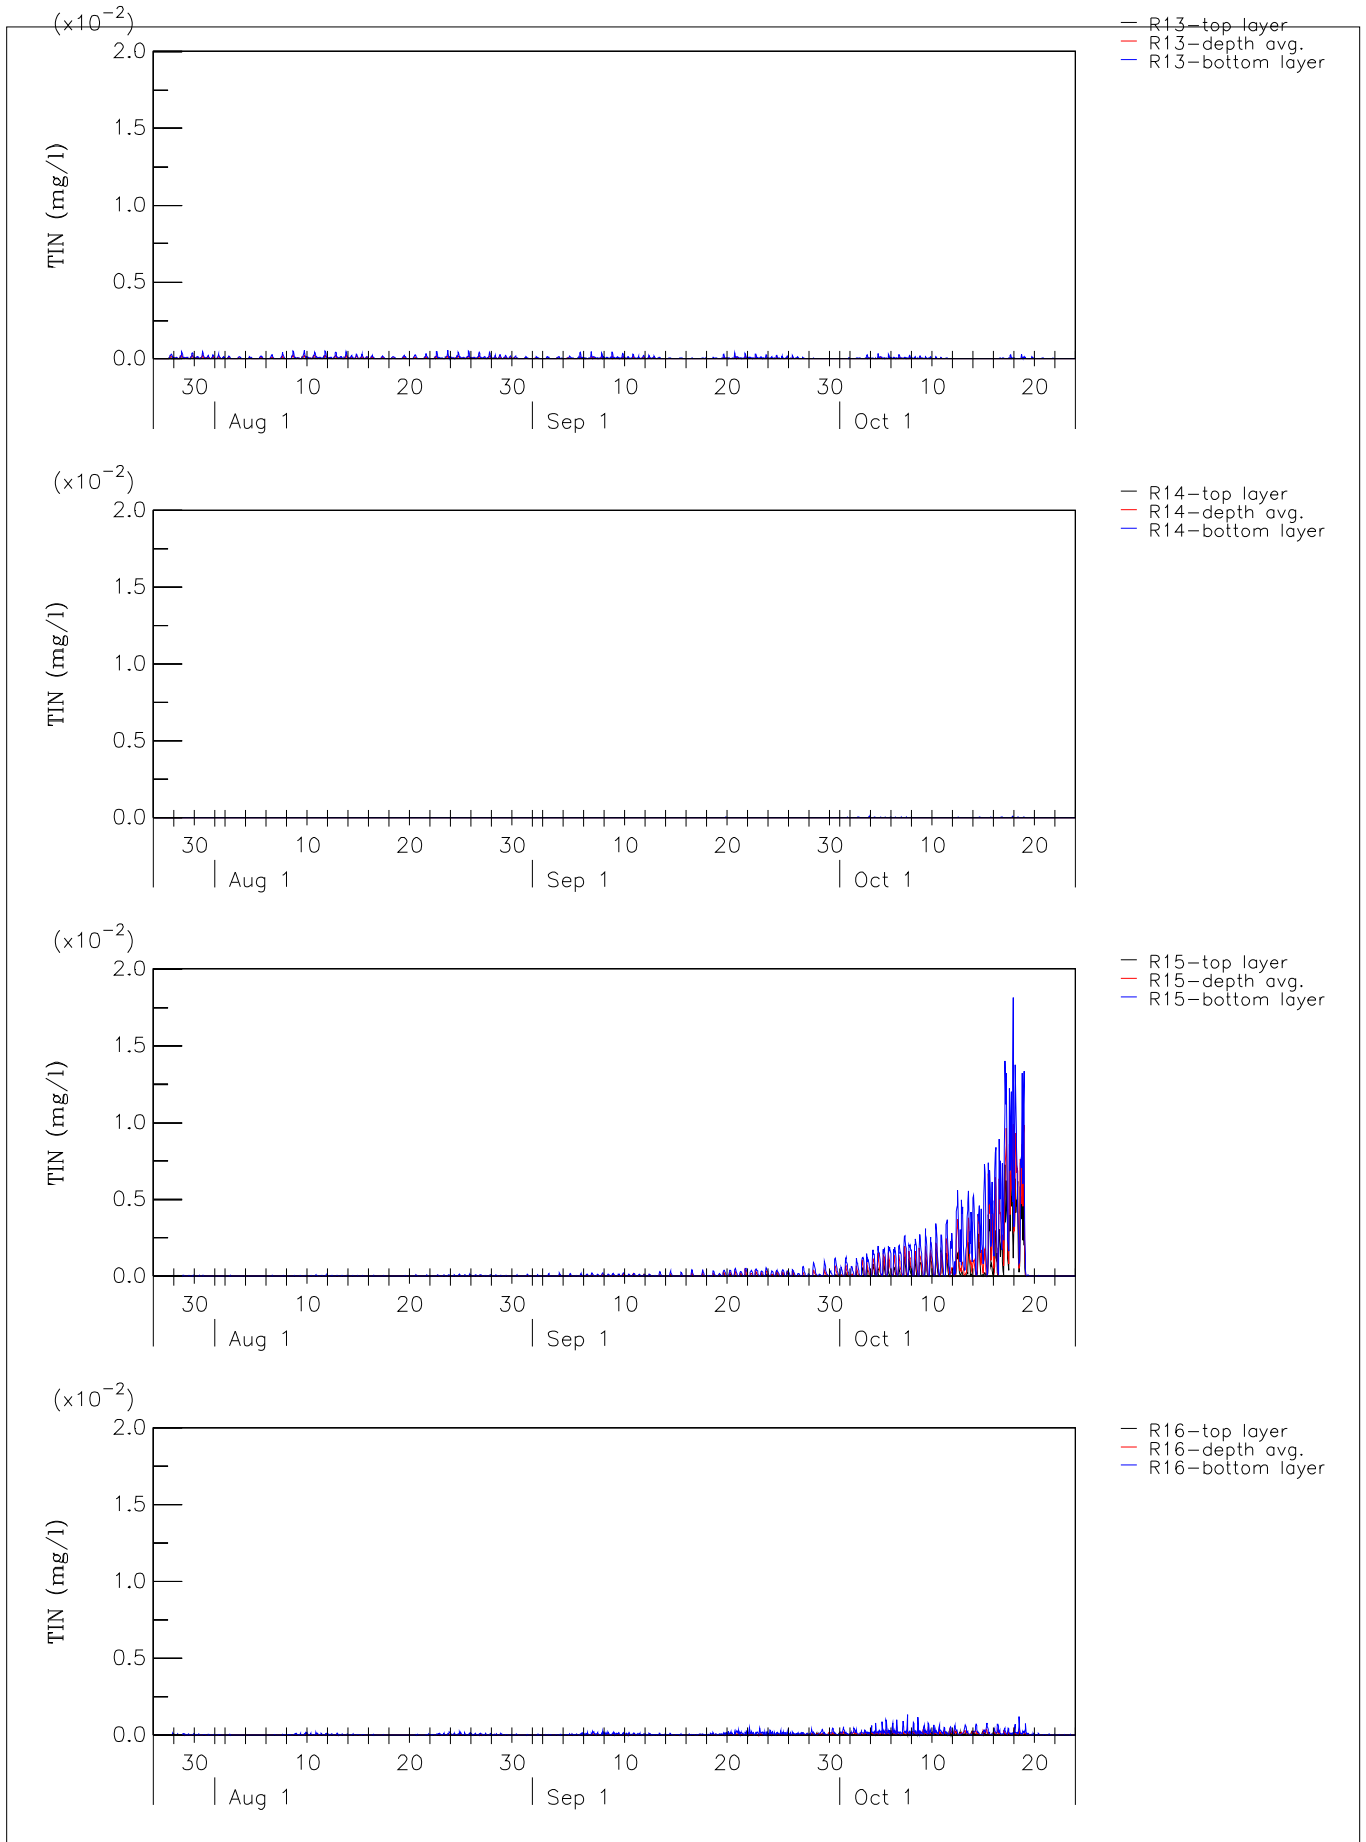 (x10⁻²)
R13-top layer
R13-depth avg.
R13-bottom layer
2.0
1.5
1.0
0.5
0.0
TIN (mg/l)
30 10 20 30 10 20 30 10 20
Aug 1 Sep 1 Oct 1
(x10⁻²)
R14-top layer
R14-depth avg.
R14-bottom layer
2.0
1.5
1.0
0.5
0.0
TIN (mg/l)
30 10 20 30 10 20 30 10 20
Aug 1 Sep 1 Oct 1
(x10⁻²)
R15-top layer
R15-depth avg.
R15-bottom layer
2.0
1.5
1.0
0.5
0.0
TIN (mg/l)
30 10 20 30 10 20 30 10 20
Aug 1 Sep 1 Oct 1
(x10⁻²)
R16-top layer
R16-depth avg.
R16-bottom layer
2.0
1.5
1.0
0.5
0.0
TIN (mg/l)
30 10 20 30 10 20 30 10 20
Aug 1 Sep 1 Oct 1